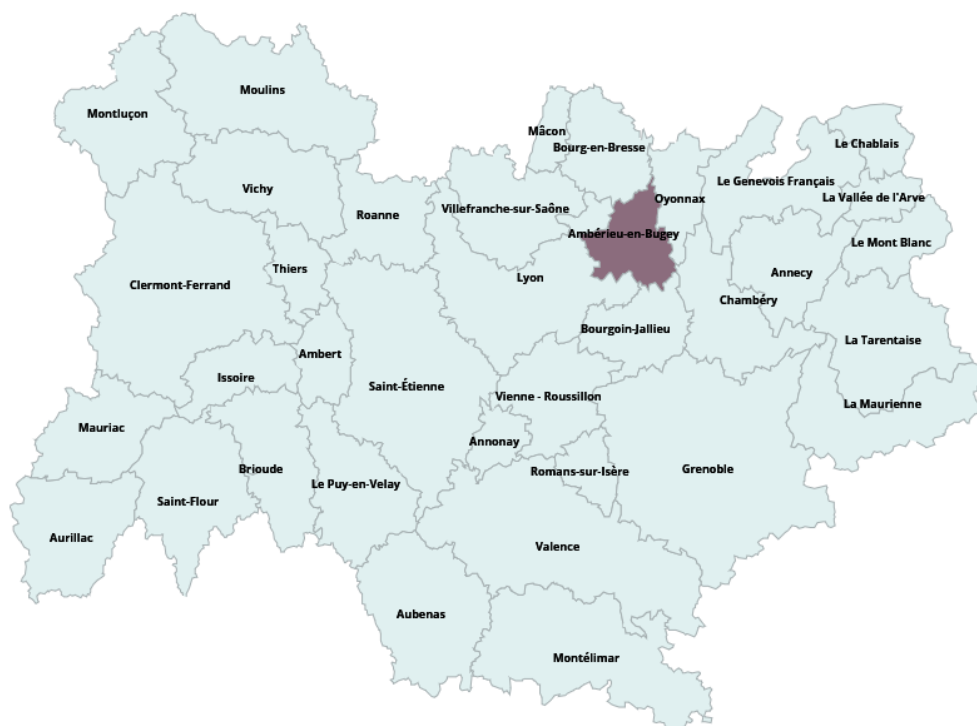 Moulins
Montluçon
Mâcon
Bourg-en-Bresse
Le Chablais
Vichy
Le Genevois Français
La Vallée de l'Arve
Oyonnax
Villefranche-sur-Saône
Roanne
Ambérieu-en-Bugey
Le Mont Blanc
Thiers
Lyon
Annecy
Clermont-Ferrand
Chambéry
Bourgoin-Jallieu
La Tarentaise
Ambert
Issoire
Saint-Étienne
Vienne - Roussillon
La Maurienne
Mauriac
Annonay
Brioude
Romans-sur-Isère
Grenoble
Le Puy-en-Velay
Saint-Flour
Aurillac
Valence
Aubenas
Montélimar